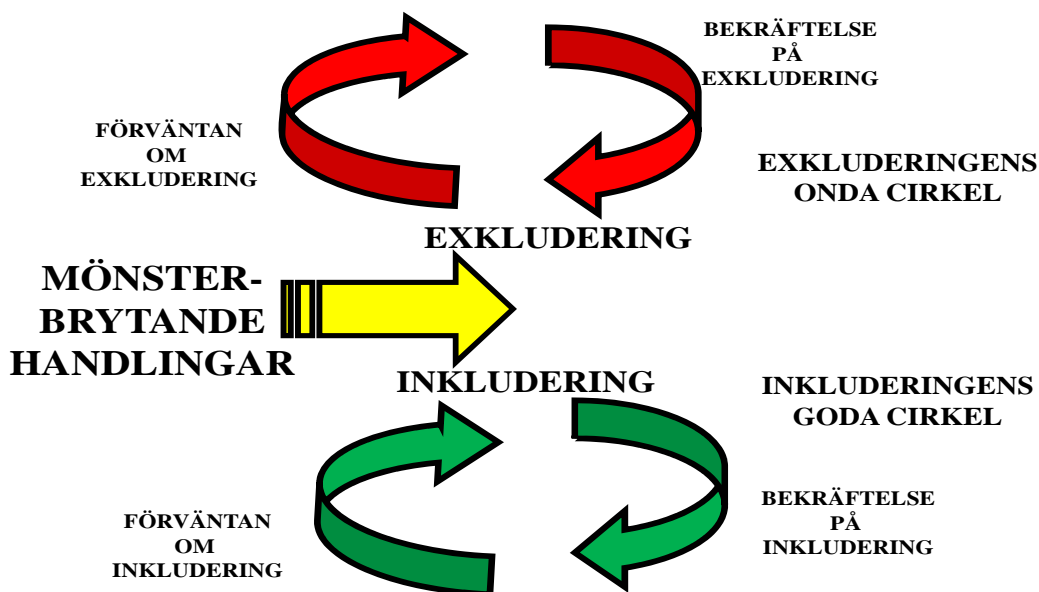 BEKRÄFTELSE
PÅ
EXKLUDERING
FÖRVÄNTAN
OM
EXKLUDERING
EXKLUDERINGENS
ONDA CIRKEL
EXKLUDERING
MÖNSTER-
BRYTANDE
HANDLINGAR
INKLUDERING
INKLUDERINGENS
GODA CIRKEL
FÖRVÄNTAN
OM
INKLUDERING
BEKRÄFTELSE
PÅ
INKLUDERING